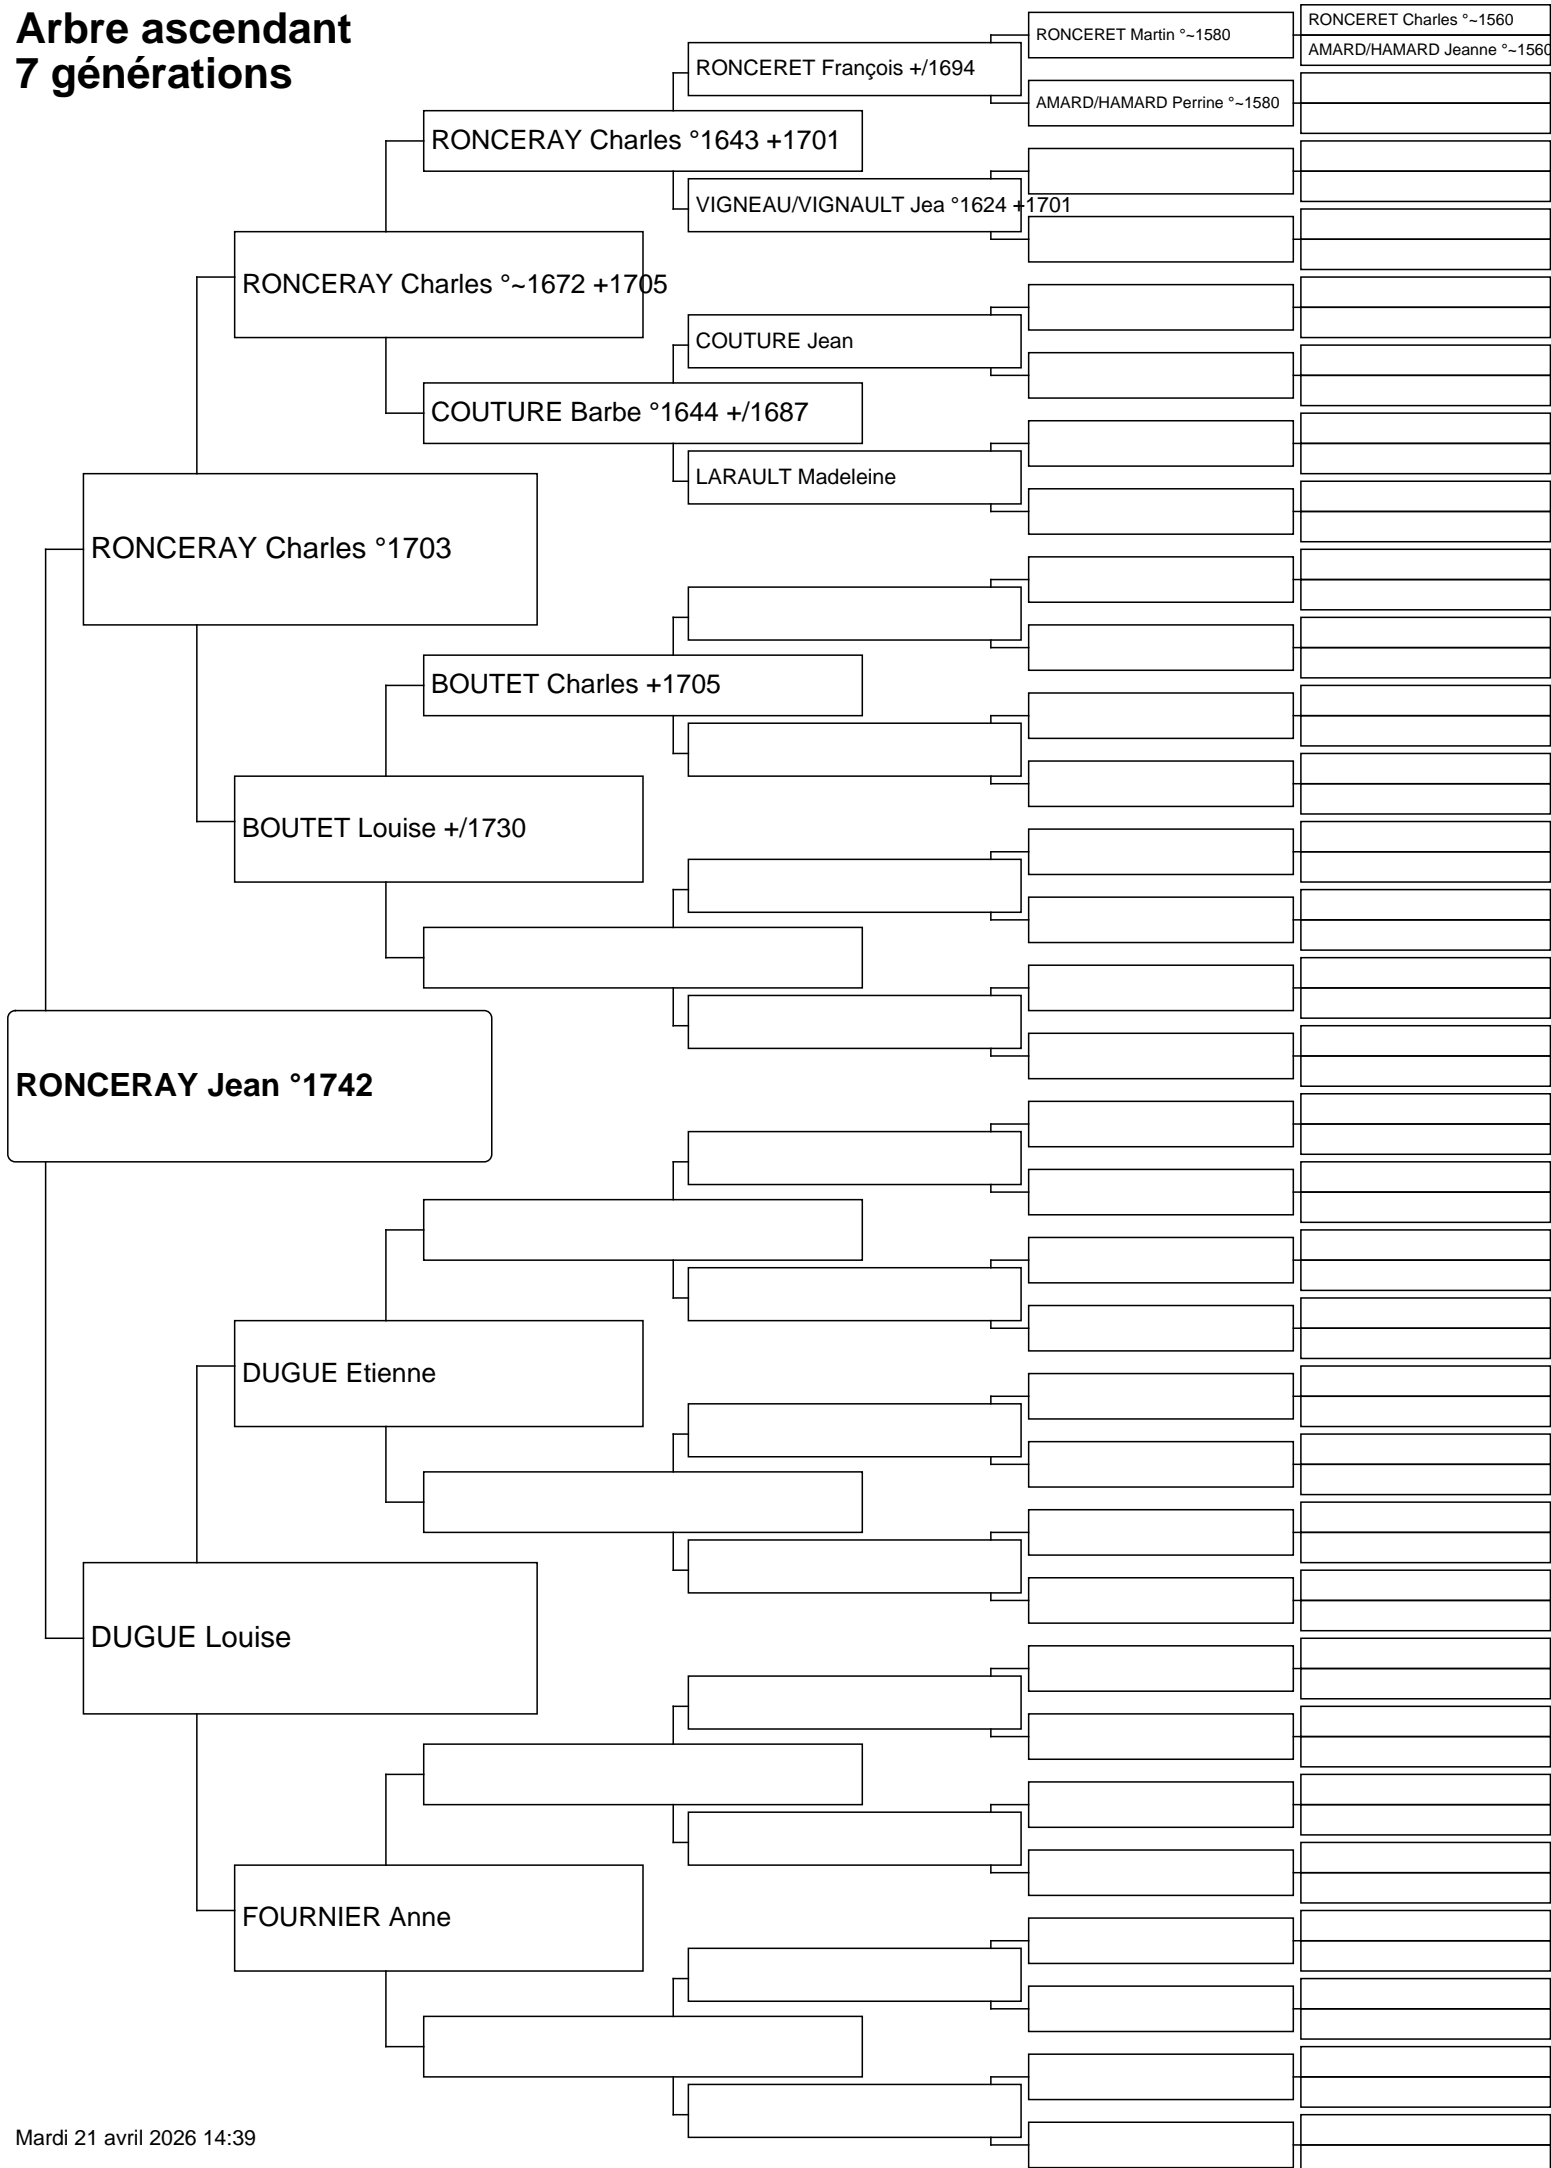 Arbre ascendant
7 générations
RONCERET Charles °~1560
RONCERET Martin °~1580
AMARD/HAMARD Jeanne °~1560
RONCERET François +/1694
AMARD/HAMARD Perrine °~1580
RONCERAY Charles °1643 +1701
VIGNEAU/VIGNAULT Jea °1624 +1701
RONCERAY Charles °~1672 +1705
COUTURE Jean
COUTURE Barbe °1644 +/1687
LARAULT Madeleine
RONCERAY Charles °1703
BOUTET Charles +1705
BOUTET Louise +/1730
RONCERAY Jean °1742
DUGUE Etienne
DUGUE Louise
FOURNIER Anne
Mardi 21 avril 2026 14:39